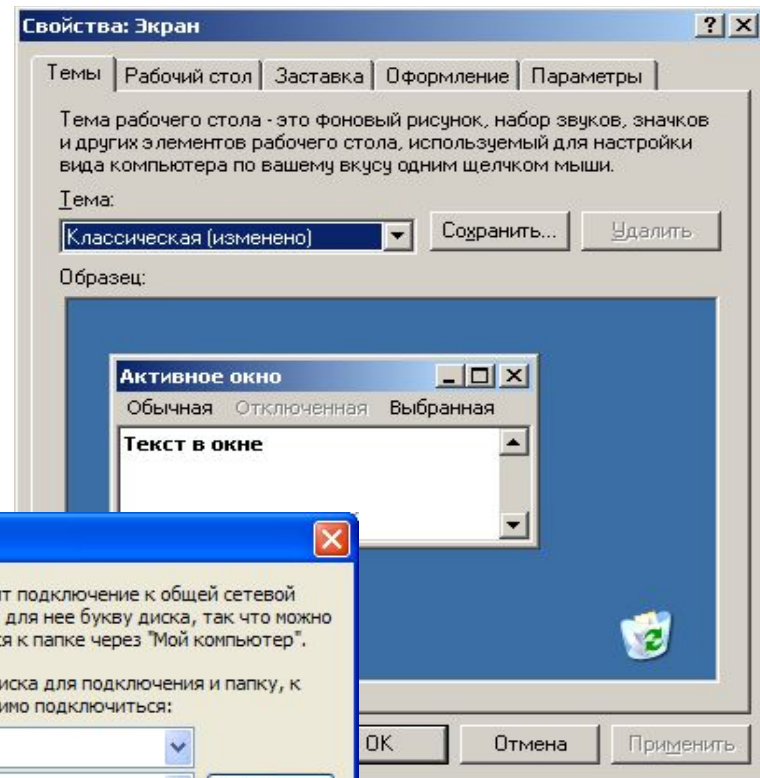 Свойства: Экран
Темы Рабочий стол Заставка Оформление Параметры
Тема рабочего стола - это фоновый рисунок, набор звуков, значков
и других элементов рабочего стола, используемый для настройки
вида компьютера по вашему вкусу одним щелчком мыши.
Тема:
Классическая (изменено) Сохранить... Удалить
Образец:
Активное окно
Обычная Отключенная Выбранная
Текст в окне
подключение к общей сетевой
для нее букву диска, так что можно
к папке через "Мой компьютер".
для подключения и папку, к
подключиться:
OK Отмена Применить